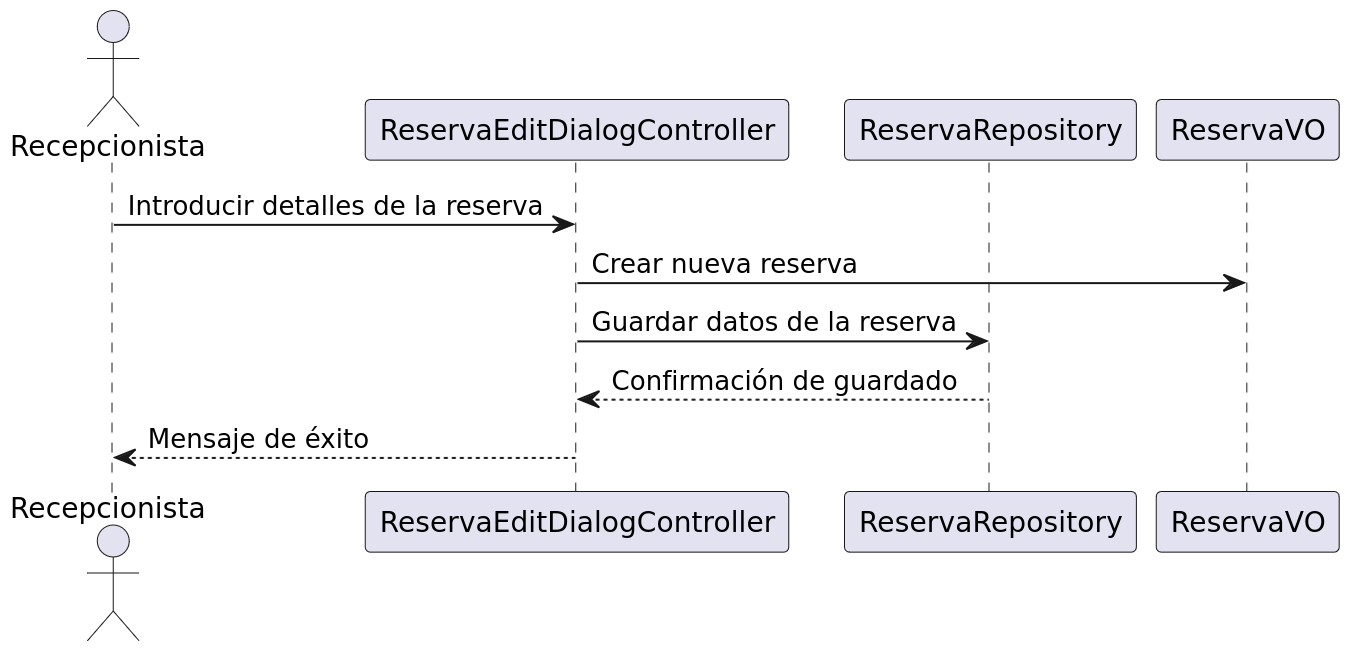 Recepcionista
ReservaEditDialogController
ReservaRepository
ReservaVO
Introducir detalles de la reserva
Crear nueva reserva
Guardar datos de la reserva
Confirmación de guardado
Mensaje de éxito
Recepcionista
ReservaEditDialogController
ReservaRepository
ReservaVO